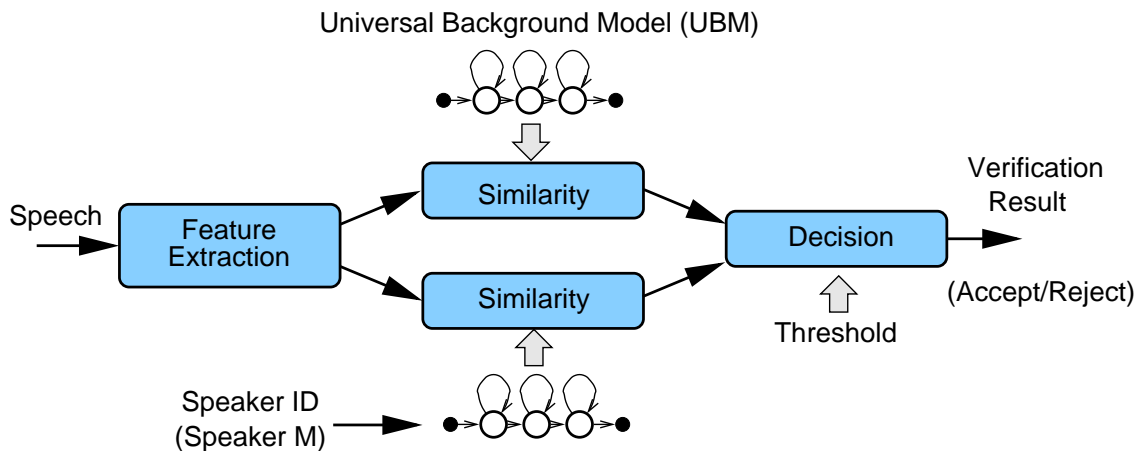 Universal Background Model (UBM)
Similarity
Speech
Feature
Extraction
Similarity
Decision
Verification
Result
(Accept/Reject)
Threshold
Speaker ID
(Speaker M)